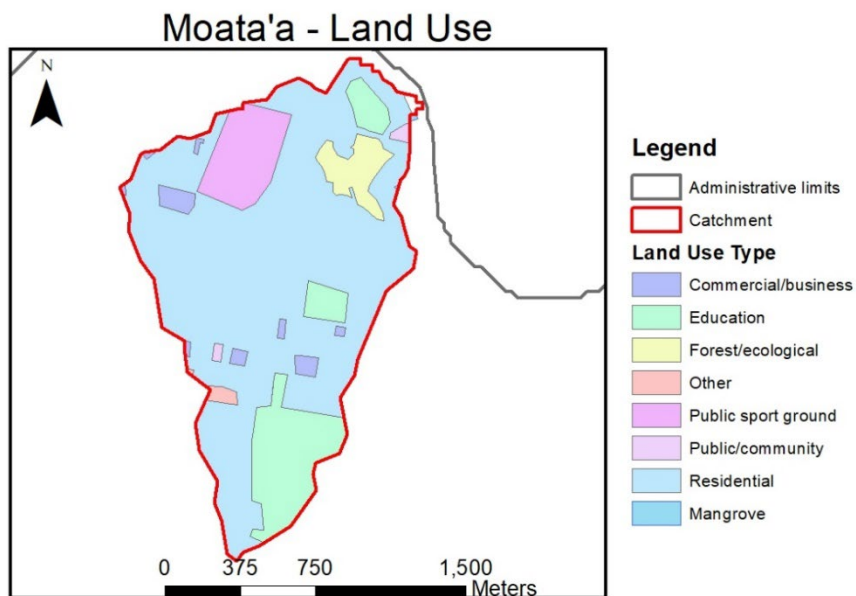 Moata'a - Land Use
N
Legend
Administrative limits
Catchment
Land Use Type
Commercial/business
Education
Forest/ecological
Other
Public sport ground
Public/community
Residential
Mangrove
0 375 750 1,500
Meters